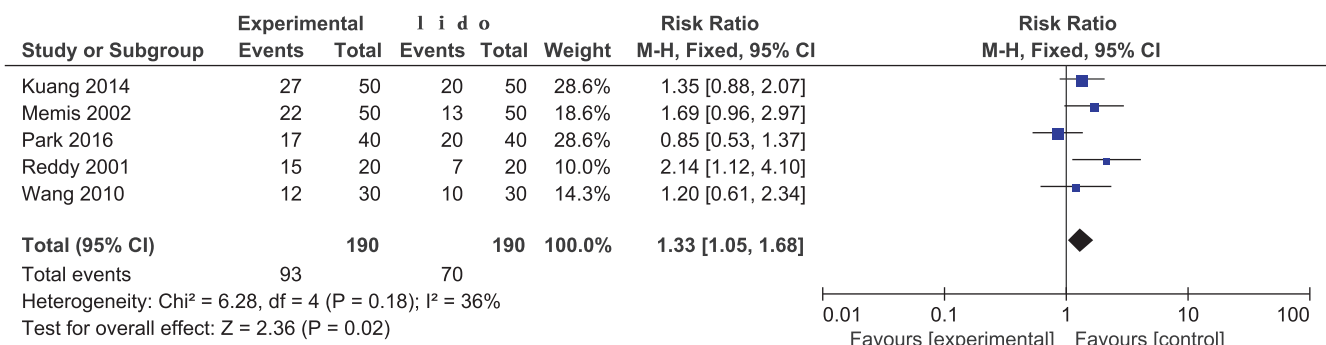 Experimental l i d o Risk Ratio Risk Ratio
Study or Subgroup Events Total Events Total Weight M-H, Fixed, 95% CI M-H, Fixed, 95% CI
Kuang 2014 27 50 20 50 28.6% 1.35 [0.88, 2.07]
Memis 2002 22 50 13 50 18.6% 1.69 [0.96, 2.97]
Park 2016 17 40 20 40 28.6% 0.85 [0.53, 1.37]
Reddy 2001 15 20 7 20 10.0% 2.14 [1.12, 4.10]
Wang 2010 12 30 10 30 14.3% 1.20 [0.61, 2.34]
Total (95% CI) 190 190 100.0% 1.33 [1.05, 1.68]
Total events 93 70
Heterogeneity: Chi² = 6.28, df = 4 (P = 0.18); I² = 36%
Test for overall effect: Z = 2.36 (P = 0.02)
0.01 0.1 1 10 100
Favours [experimental] Favours [control]